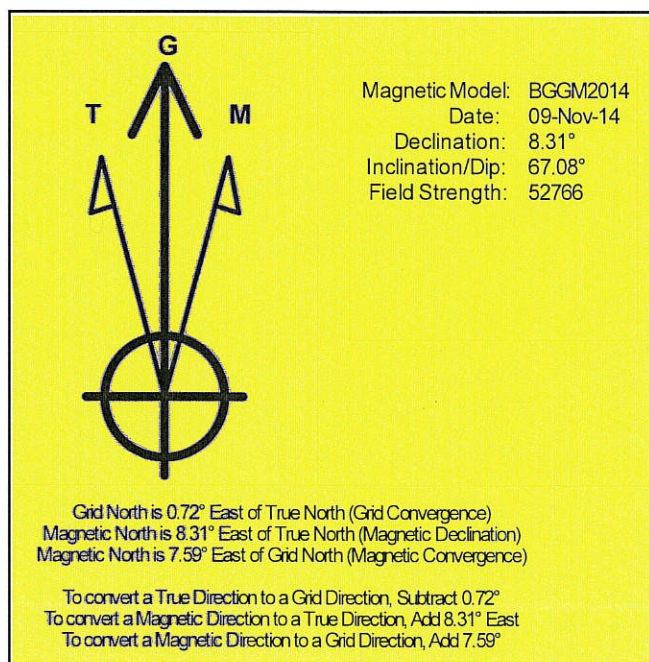 G
T M
Magnetic Model: BGGM2014
Date: 09-Nov-14
Declination: 8.31°
Inclination/Dip: 67.08°
Field Strength: 52766
Grid North is 0.72° East of True North (Grid Convergence)
Magnetic North is 8.31° East of True North (Magnetic Declination)
Magnetic North is 7.59° East of Grid North (Magnetic Convergence)
To convert a True Direction to a Grid Direction, Subtract 0.72°
To convert a Magnetic Direction to a True Direction, Add 8.31° East
To convert a Magnetic Direction to a Grid Direction, Add 7.59°